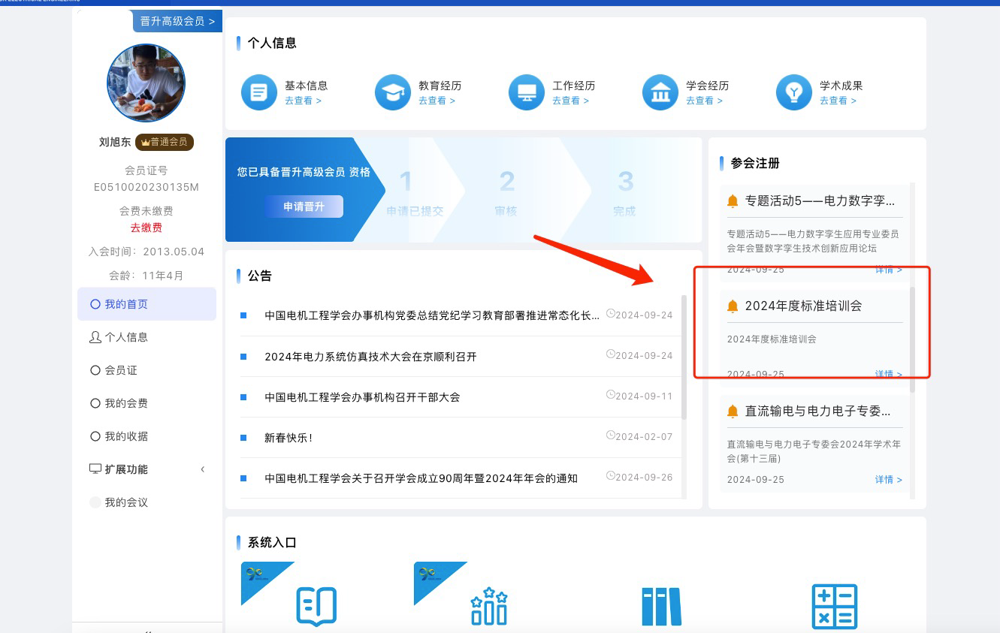 晋升高级会员 >
刘旭东
普通会员
会员证号
E0510020230135M
会费未缴费
去缴费
入会时间：2013.05.04
会龄：11年4月
我的首页
个人信息
会员证
我的会费
我的收据
扩展功能
我的会议
个人信息
基本信息
去查看 >
教育经历
去查看 >
工作经历
去查看 >
学会经历
去查看 >
学术成果
去查看 >
您已具备晋升高级会员 资格
申请晋升
1
申请已提交
2
审核
3
完成
公告
中国电机工程学会办事机构党委总结党纪学习教育部署推进常态化长... 2024-09-24
2024年电力系统仿真技术大会在京顺利召开 2024-09-24
中国电机工程学会办事机构召开干部大会 2024-09-11
新春快乐！ 2024-02-07
中国电机工程学会关于召开学会成立90周年暨2024年年会的通知 2024-09-26
参会注册
专题活动5——电力数字孪...
专题活动5——电力数字孪生应用专业委员
会年会暨数字孪生技术创新应用论坛
2024-09-25 详情 >
2024年度标准培训会
2024年度标准培训会
2024-09-25 详情 >
直流输电与电力电子专委...
直流输电与电力电子专委会2024年学术年
会(第十三届)
2024-09-25 详情 >
系统入口